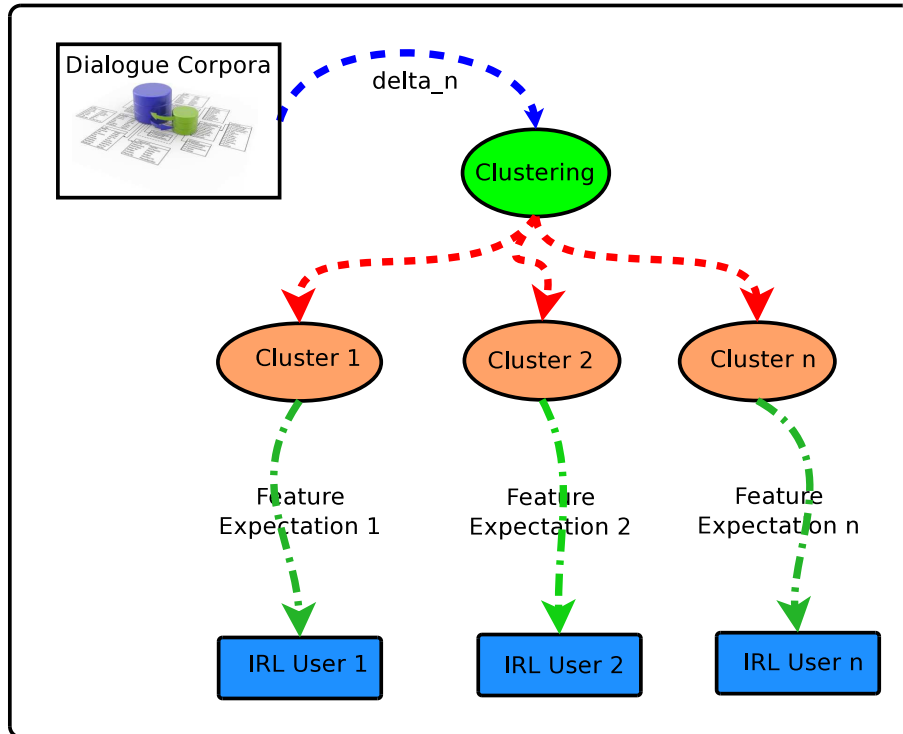 Dialogue Corpora
delta_n
Clustering
Cluster 1
Cluster 2
Cluster n
Feature
Expectation 1
Feature
Expectation 2
Feature
Expectation n
IRL User 1
IRL User 2
IRL User n